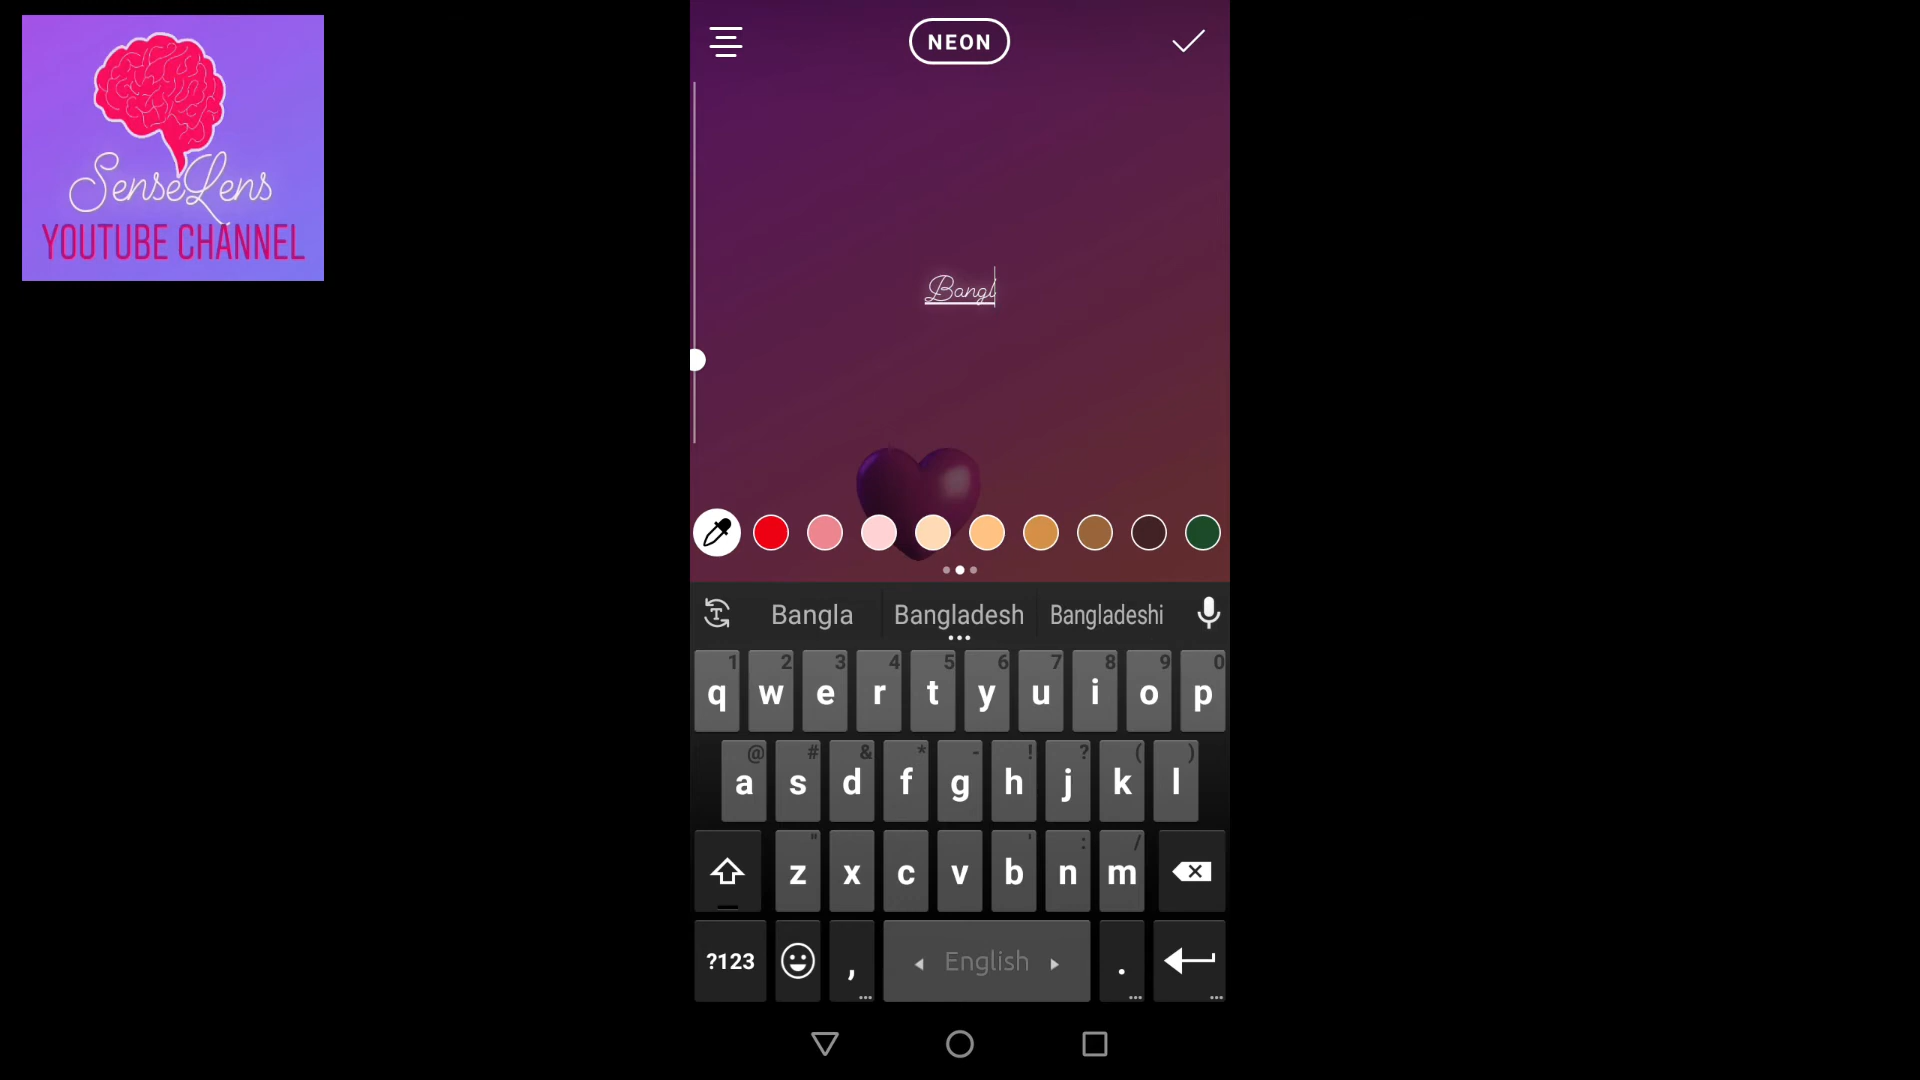 SenseLens
YOUTUBE CHANNEL
NEON
Bangl
Bangla Bangladesh Bangladeshi
1 2 3 4 5 6 7 8 9 0
q w e r t y u i o p
@ # & * - ! ? ( )
a s d f g h j k l
" ' : /
z x c v b n m
?123 , English .